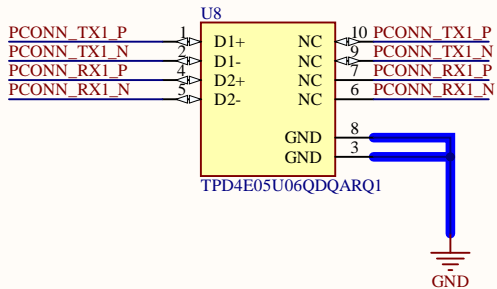 U8
PCONN_TX1_P 1 D1+ NC 10 PCONN_TX1_P
PCONN_TX1_N 2 D1- NC 9 PCONN_TX1_N
PCONN_RX1_P 4 D2+ NC 7 PCONN_RX1_P
PCONN_RX1_N 5 D2- NC 6 PCONN_RX1_N
GND 8
GND 3
TPD4E05U06QDQARQ1
GND